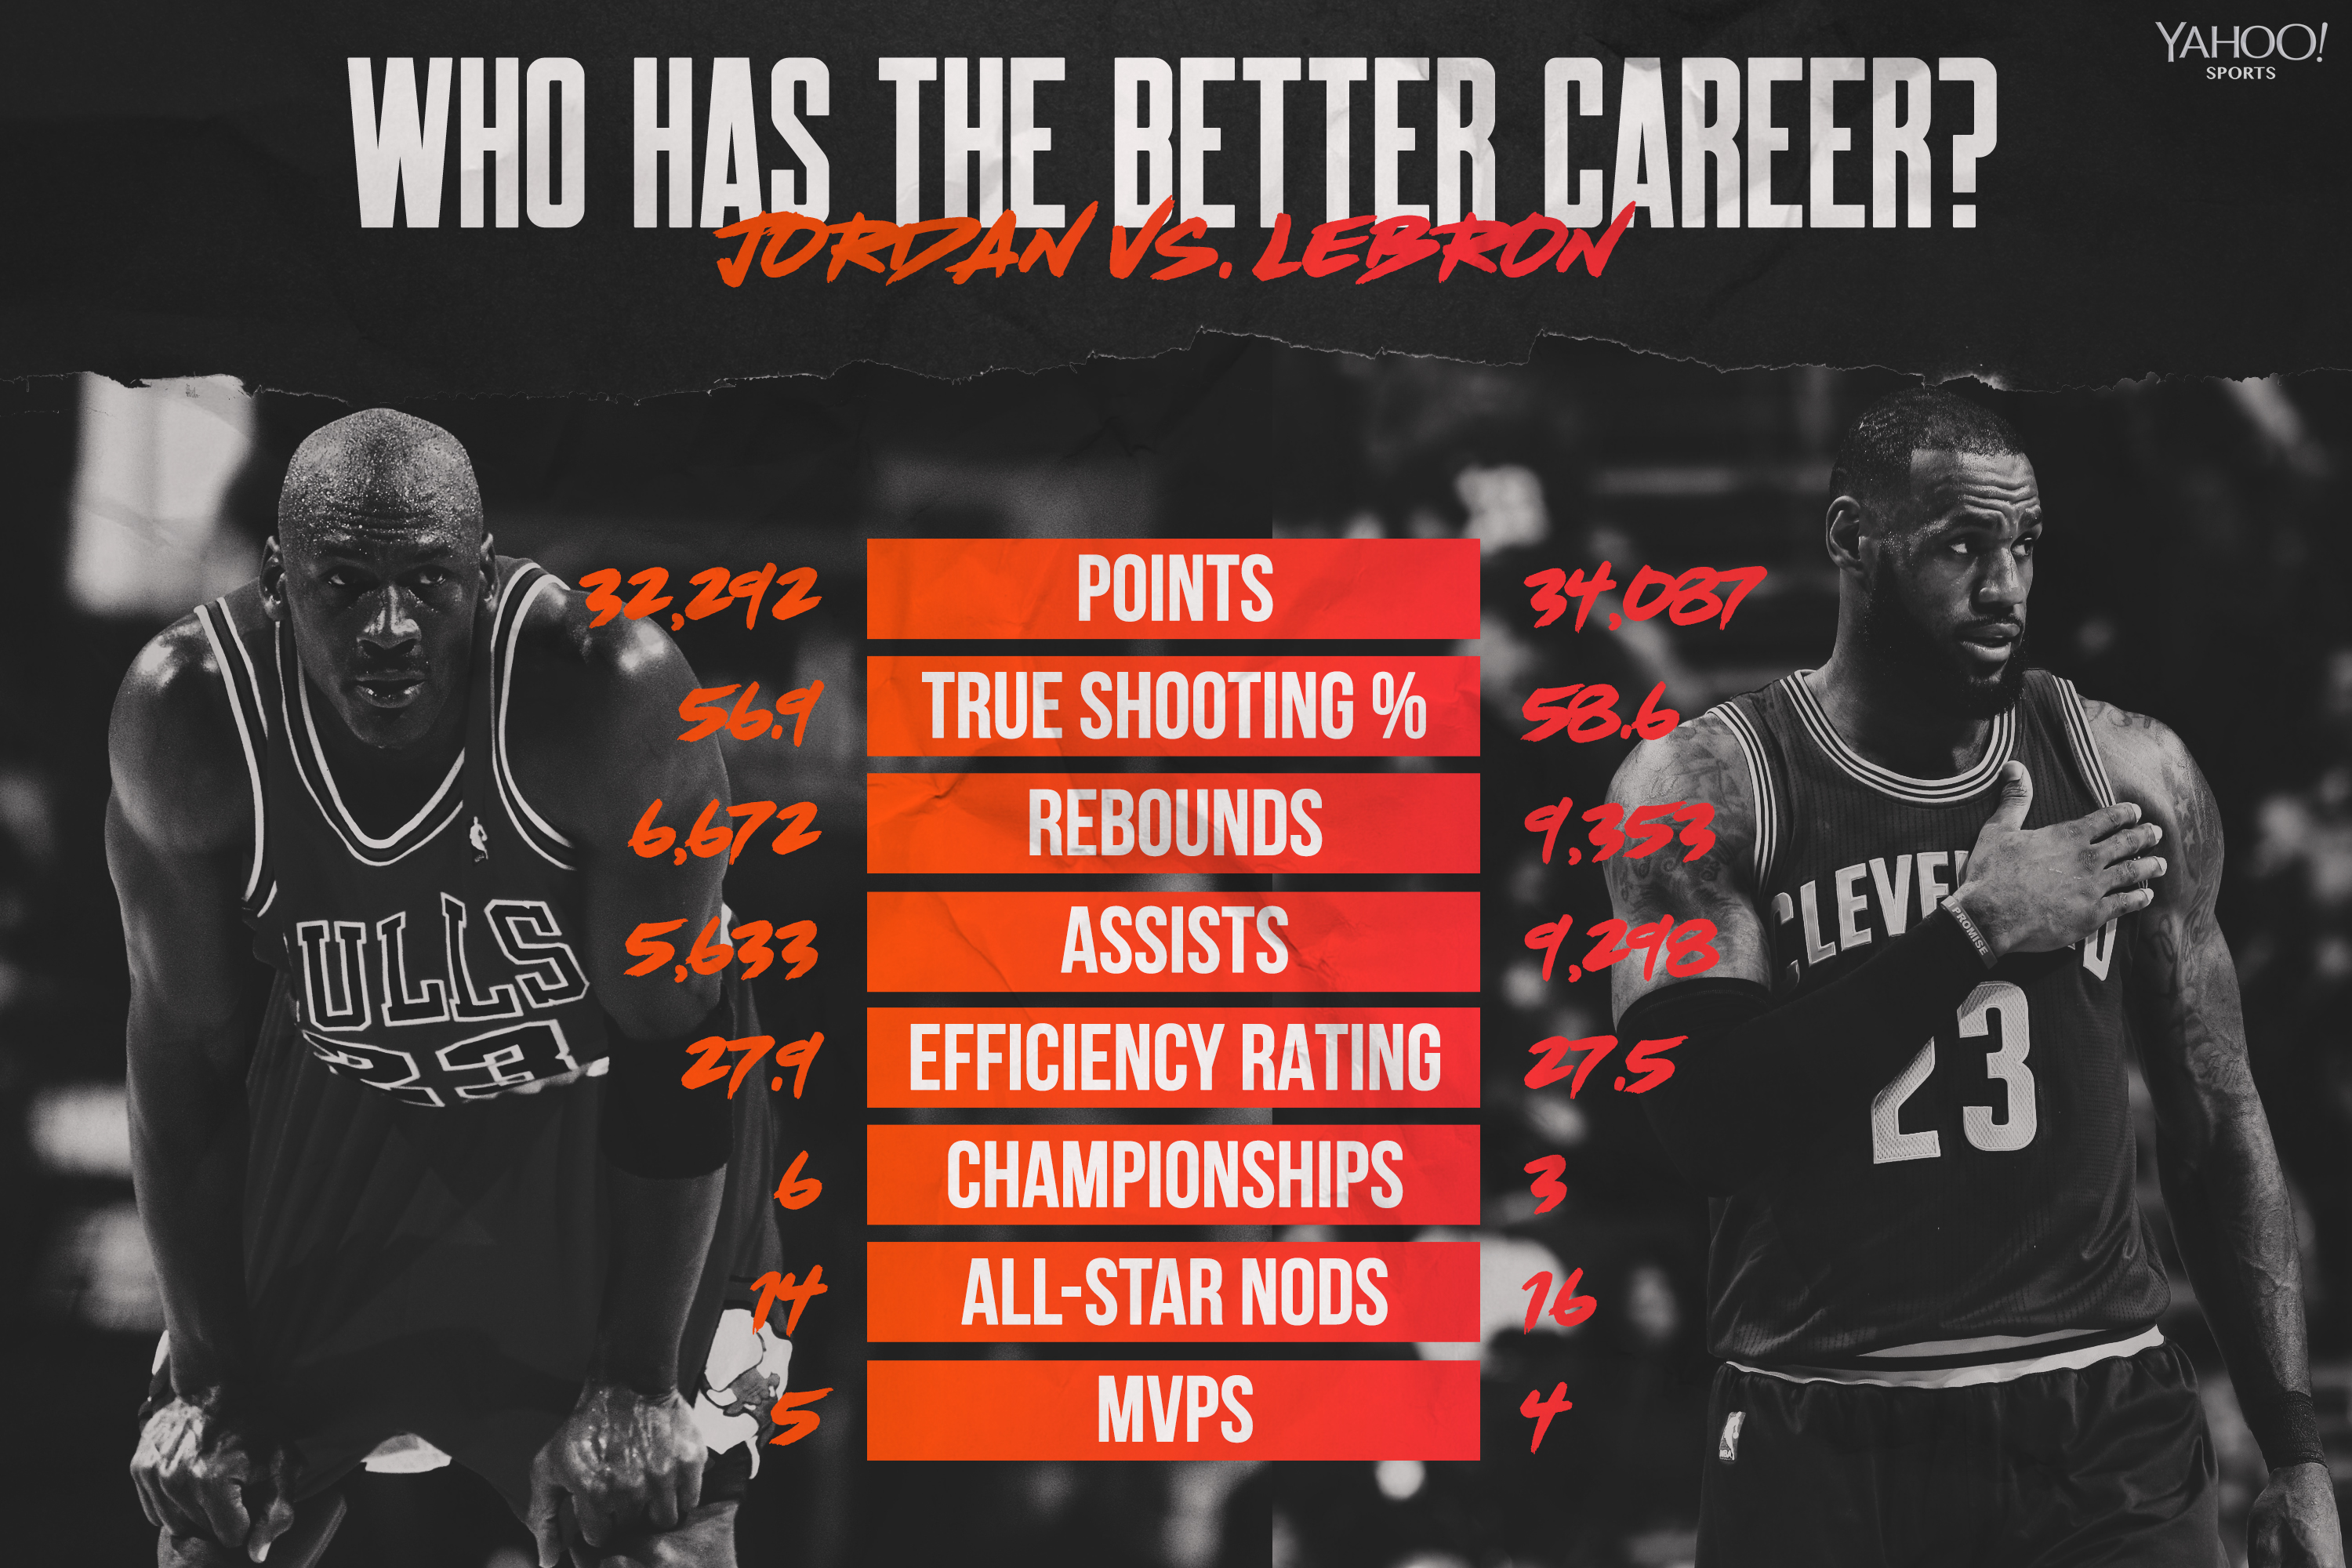 YAHOO!
SPORTS
WHO HAS THE BETTER CAREER?
JORDAN VS. LEBRON
32,292 POINTS 34,087
56.9 TRUE SHOOTING % 58.6
6,672 REBOUNDS 9,353
5,633 ASSISTS 9,298
27.9 EFFICIENCY RATING 27.5
6 CHAMPIONSHIPS 3
14 ALL-STAR NODS 16
5 MVPS 4
ULLS
23
CLEVE
23
PROMISE